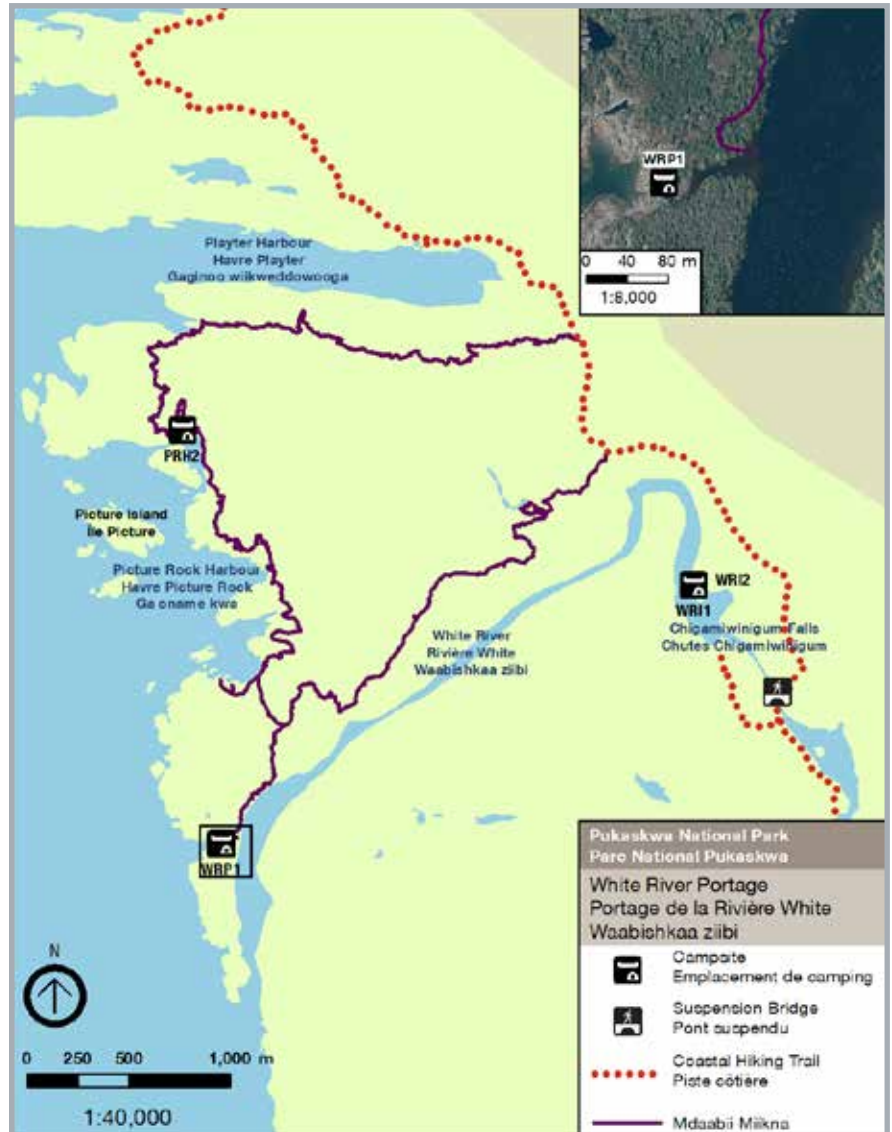 WRP1
0 40 80 m
1:8,000
Playter Harbour
Havre Playter
Gaginoo wiikweddowooga
PRH2
Picture Island
Île Picture
Picture Rock Harbour
Havre Picture Rock
Ga oname kwa
White River
Rivière White
Waabishkaa ziibi
WRI2
WRI1
Chigamiwinigum Falls
Chutes Chigamiwinigum
WRP1
N
0 250 500 1,000 m
1:40,000
Pukaskwa National Park
Parc National Pukaskwa
White River Portage
Portage de la Rivière White
Waabishkaa ziibi
Campsite
Emplacement de camping
Suspension Bridge
Pont suspendu
Coastal Hiking Trail
Piste côtière
Mdaabii Miikna